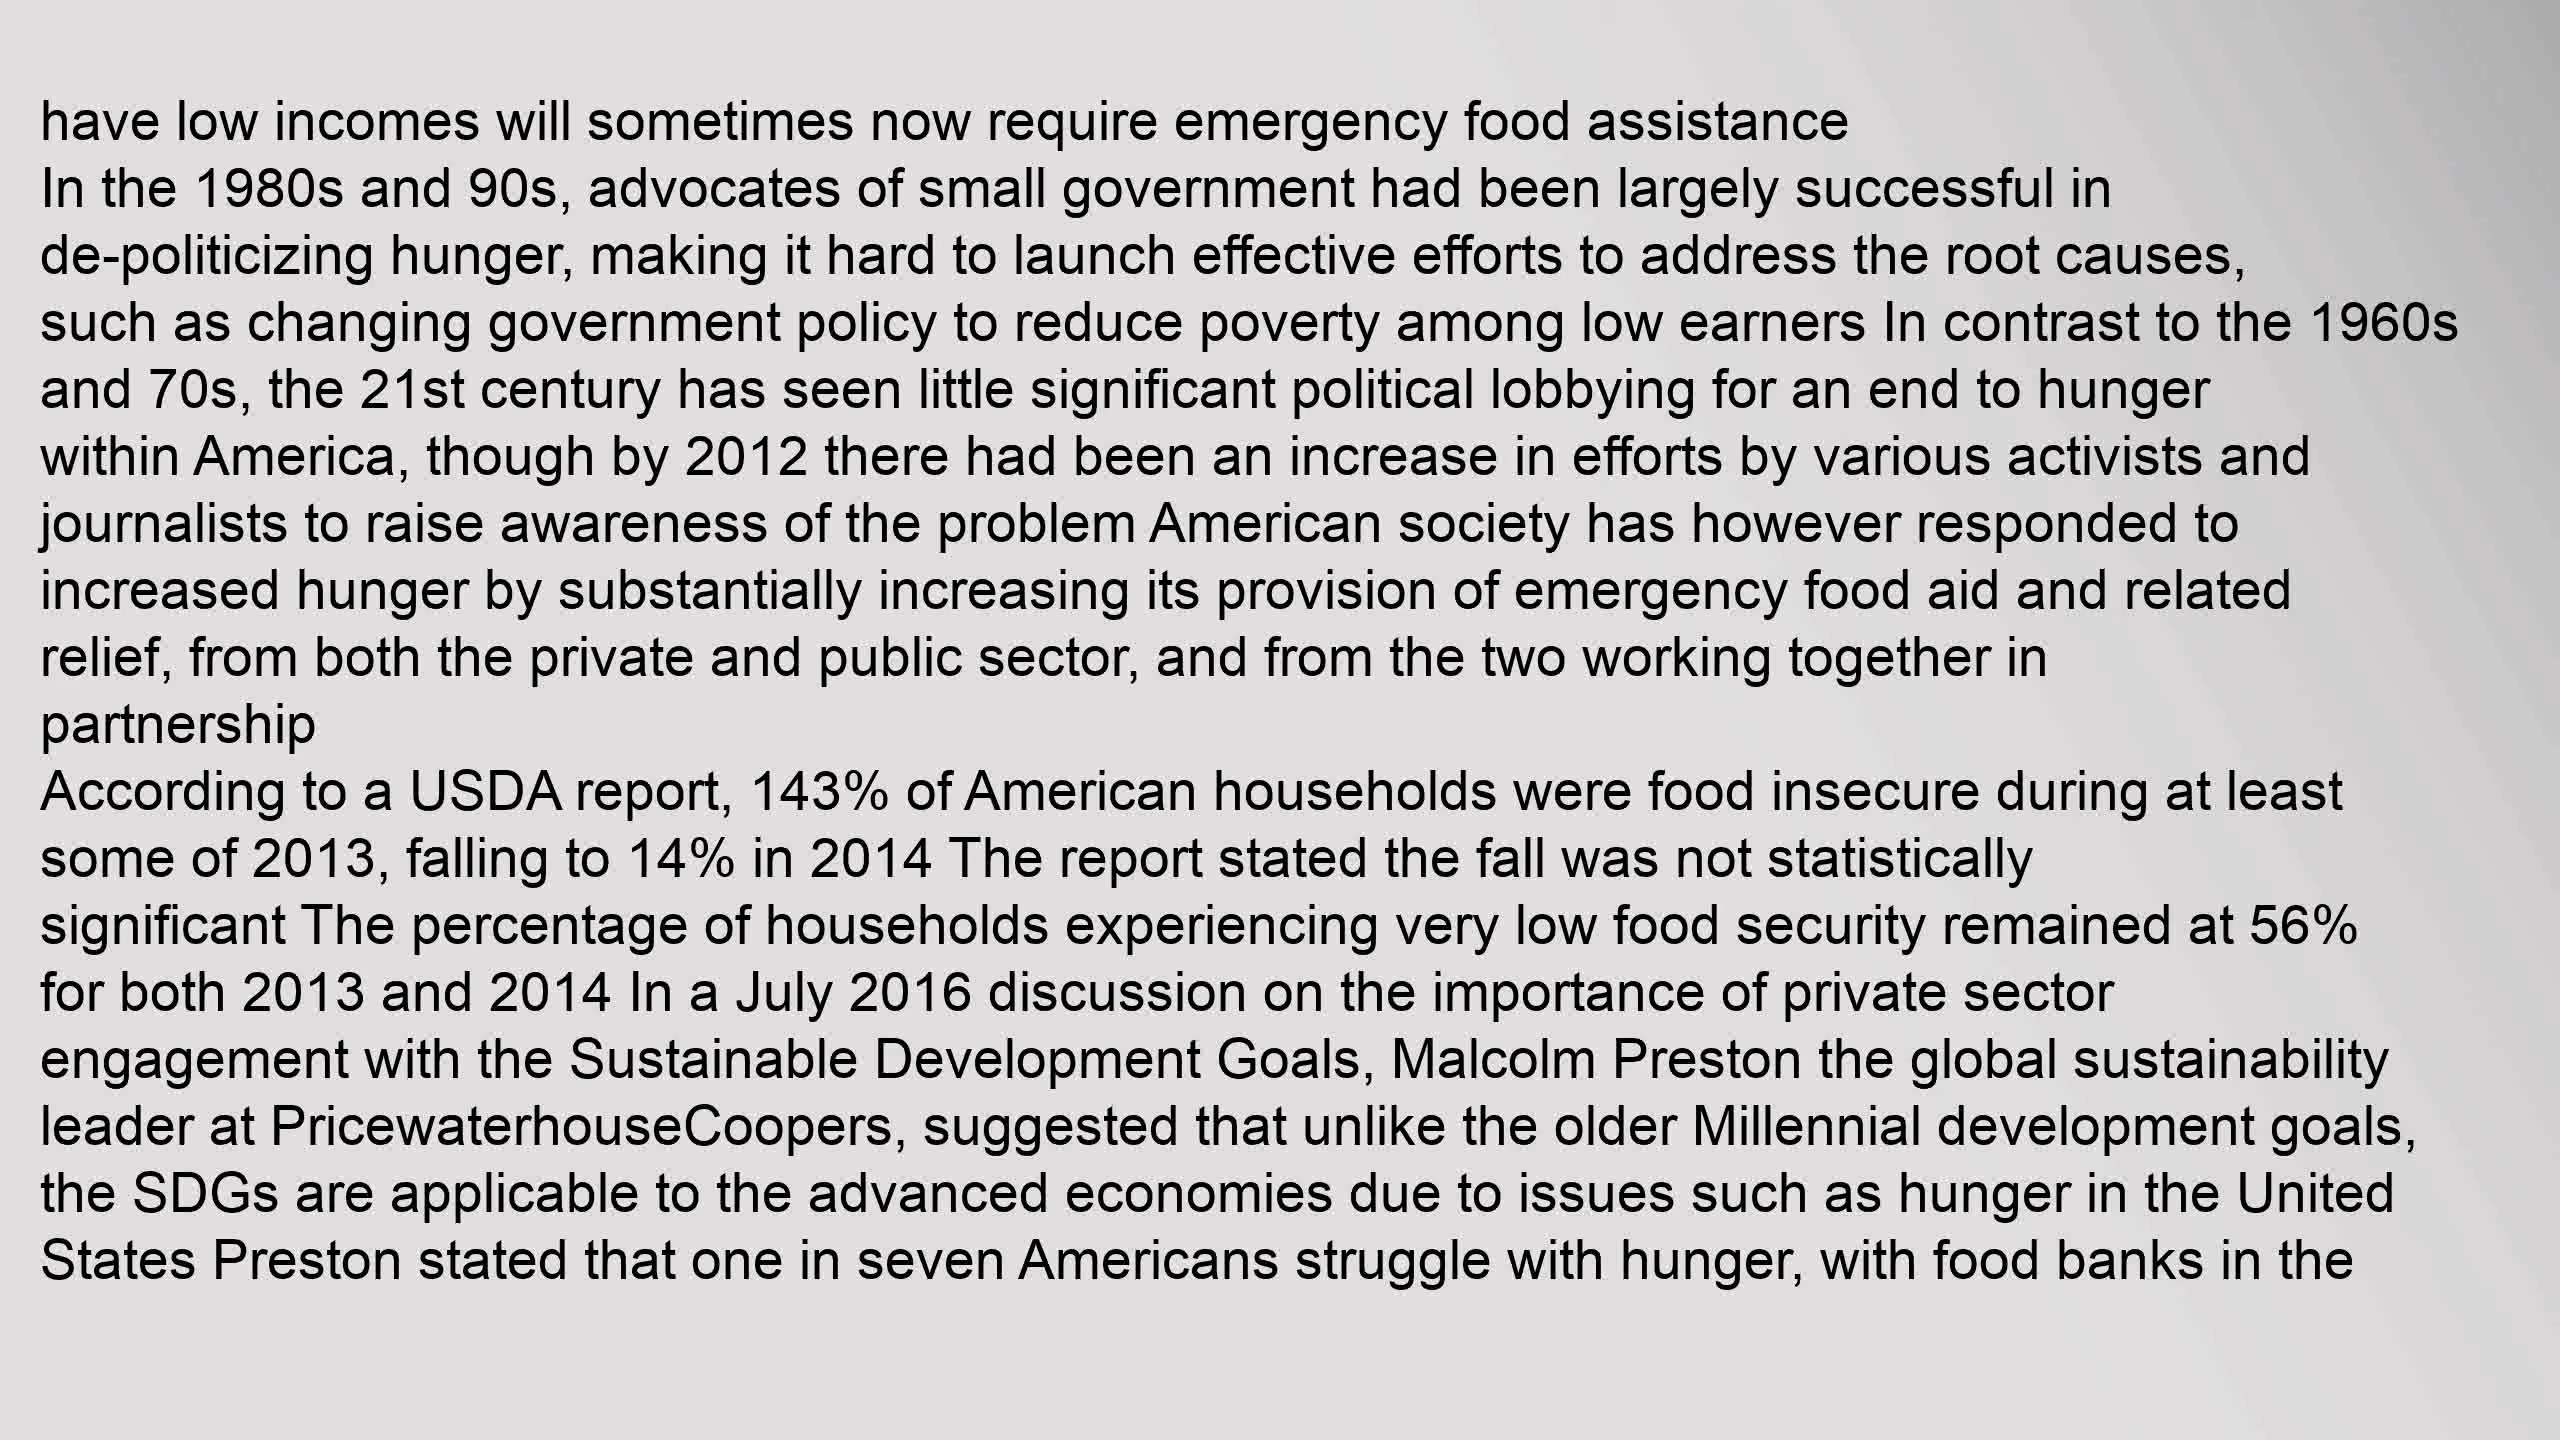 have low incomes will sometimes now require emergency food assistance
In the 1980s and 90s, advocates of small government had been largely successful in
de-politicizing hunger, making it hard to launch effective efforts to address the root causes,
such as changing government policy to reduce poverty among low earners In contrast to the 1960s
and 70s, the 21st century has seen little significant political lobbying for an end to hunger
within America, though by 2012 there had been an increase in efforts by various activists and
journalists to raise awareness of the problem American society has however responded to
increased hunger by substantially increasing its provision of emergency food aid and related
relief, from both the private and public sector, and from the two working together in
partnership
According to a USDA report, 143% of American households were food insecure during at least
some of 2013, falling to 14% in 2014 The report stated the fall was not statistically
significant The percentage of households experiencing very low food security remained at 56%
for both 2013 and 2014 In a July 2016 discussion on the importance of private sector
engagement with the Sustainable Development Goals, Malcolm Preston the global sustainability
leader at PricewaterhouseCoopers, suggested that unlike the older Millennial development goals,
the SDGs are applicable to the advanced economies due to issues such as hunger in the United
States Preston stated that one in seven Americans struggle with hunger, with food banks in the